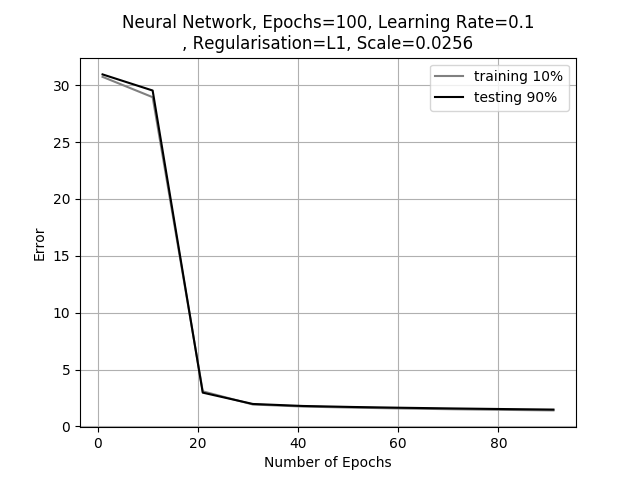 Neural Network, Epochs=100, Learning Rate=0.1
, Regularisation=L1, Scale=0.0256
training 10%
testing 90%
30
25
20
15
10
5
0
Error
0 20 40 60 80
Number of Epochs